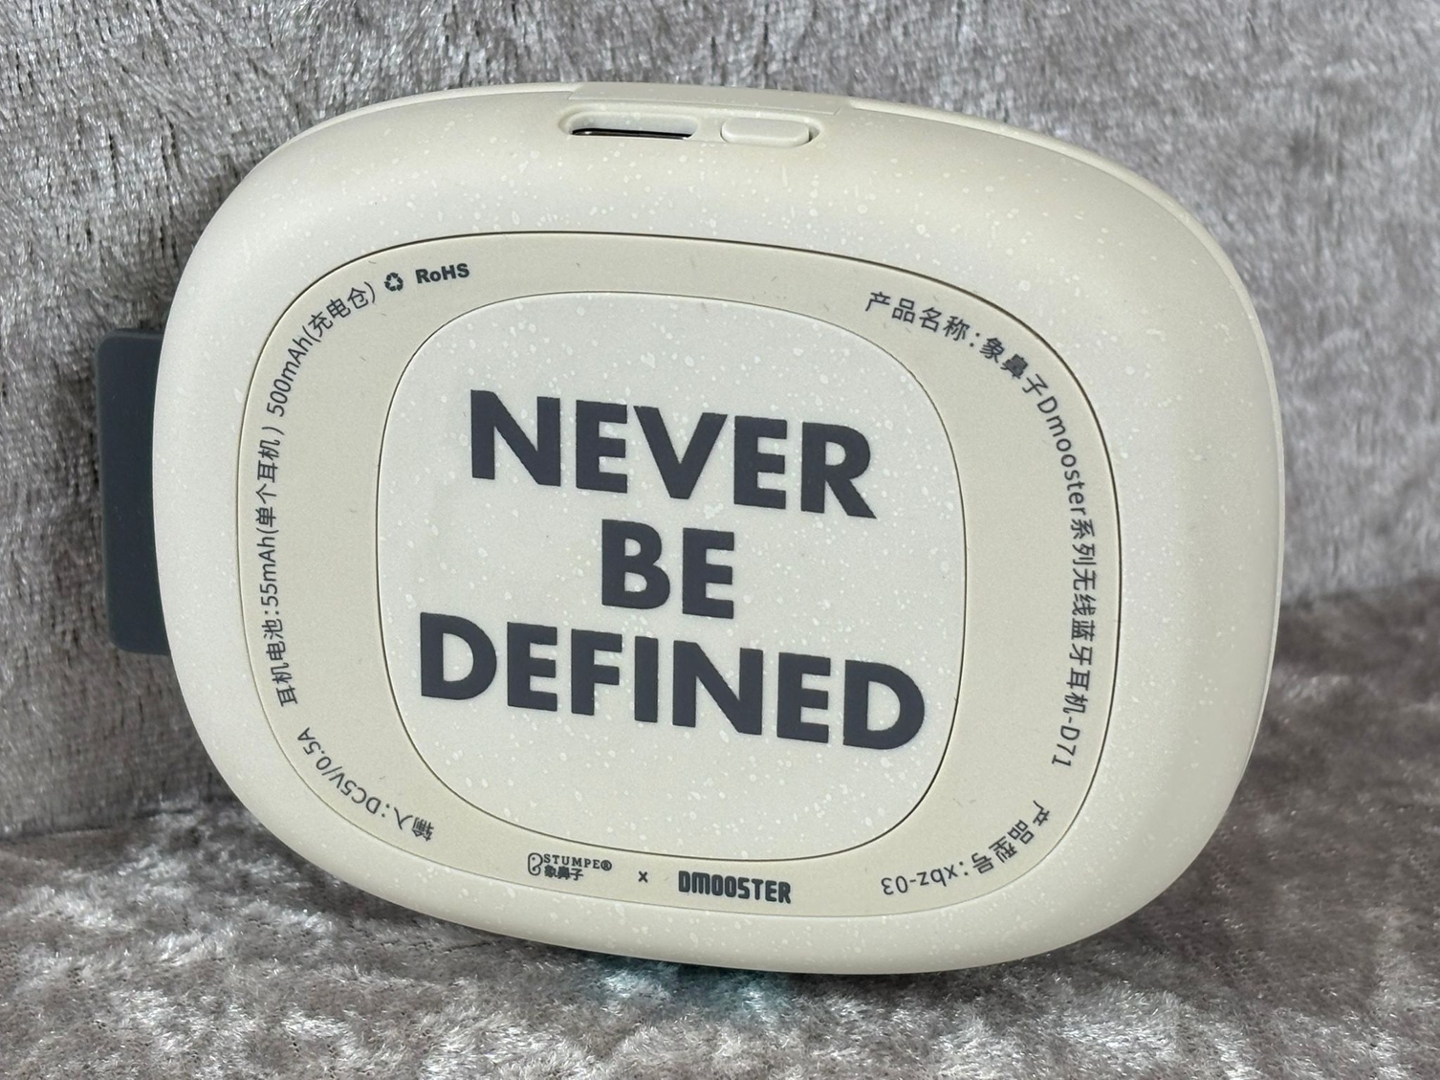 NEVER
BE
DEFINED
产品名称:象鼻子Dmooster系列无线蓝牙耳机-D71
产品型号:xbz-03
输入:DC5V/0.5A
耳机电池:55mAh(单个耳机) 500mAh(充电仓)
RoHS
STUMPE®
象鼻子
x
DMOOSTER